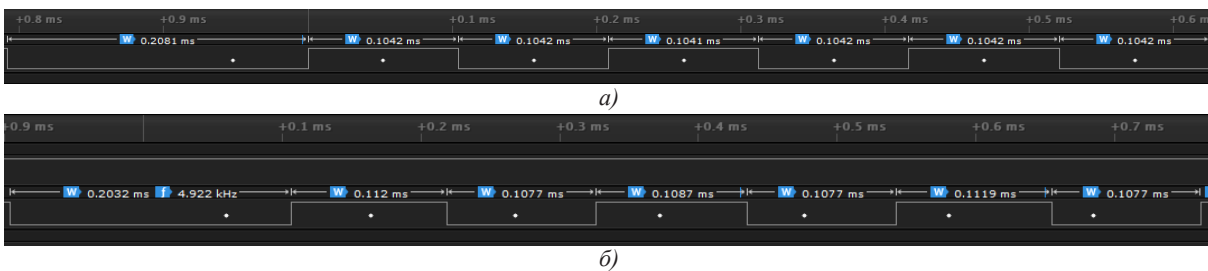 +0.8 ms +0.9 ms +0.1 ms +0.2 ms +0.3 ms +0.4 ms +0.5 ms +0.6 m
W 0.2081 ms W 0.1042 ms W 0.1042 ms W 0.1041 ms W 0.1042 ms W 0.1042 ms W 0.1042 ms
а)
+0.9 ms +0.1 ms +0.2 ms +0.3 ms +0.4 ms +0.5 ms +0.6 ms +0.7 ms
W 0.2032 ms f 4.922 kHz W 0.112 ms W 0.1077 ms W 0.1087 ms W 0.1077 ms W 0.1119 ms W 0.1077 ms
б)